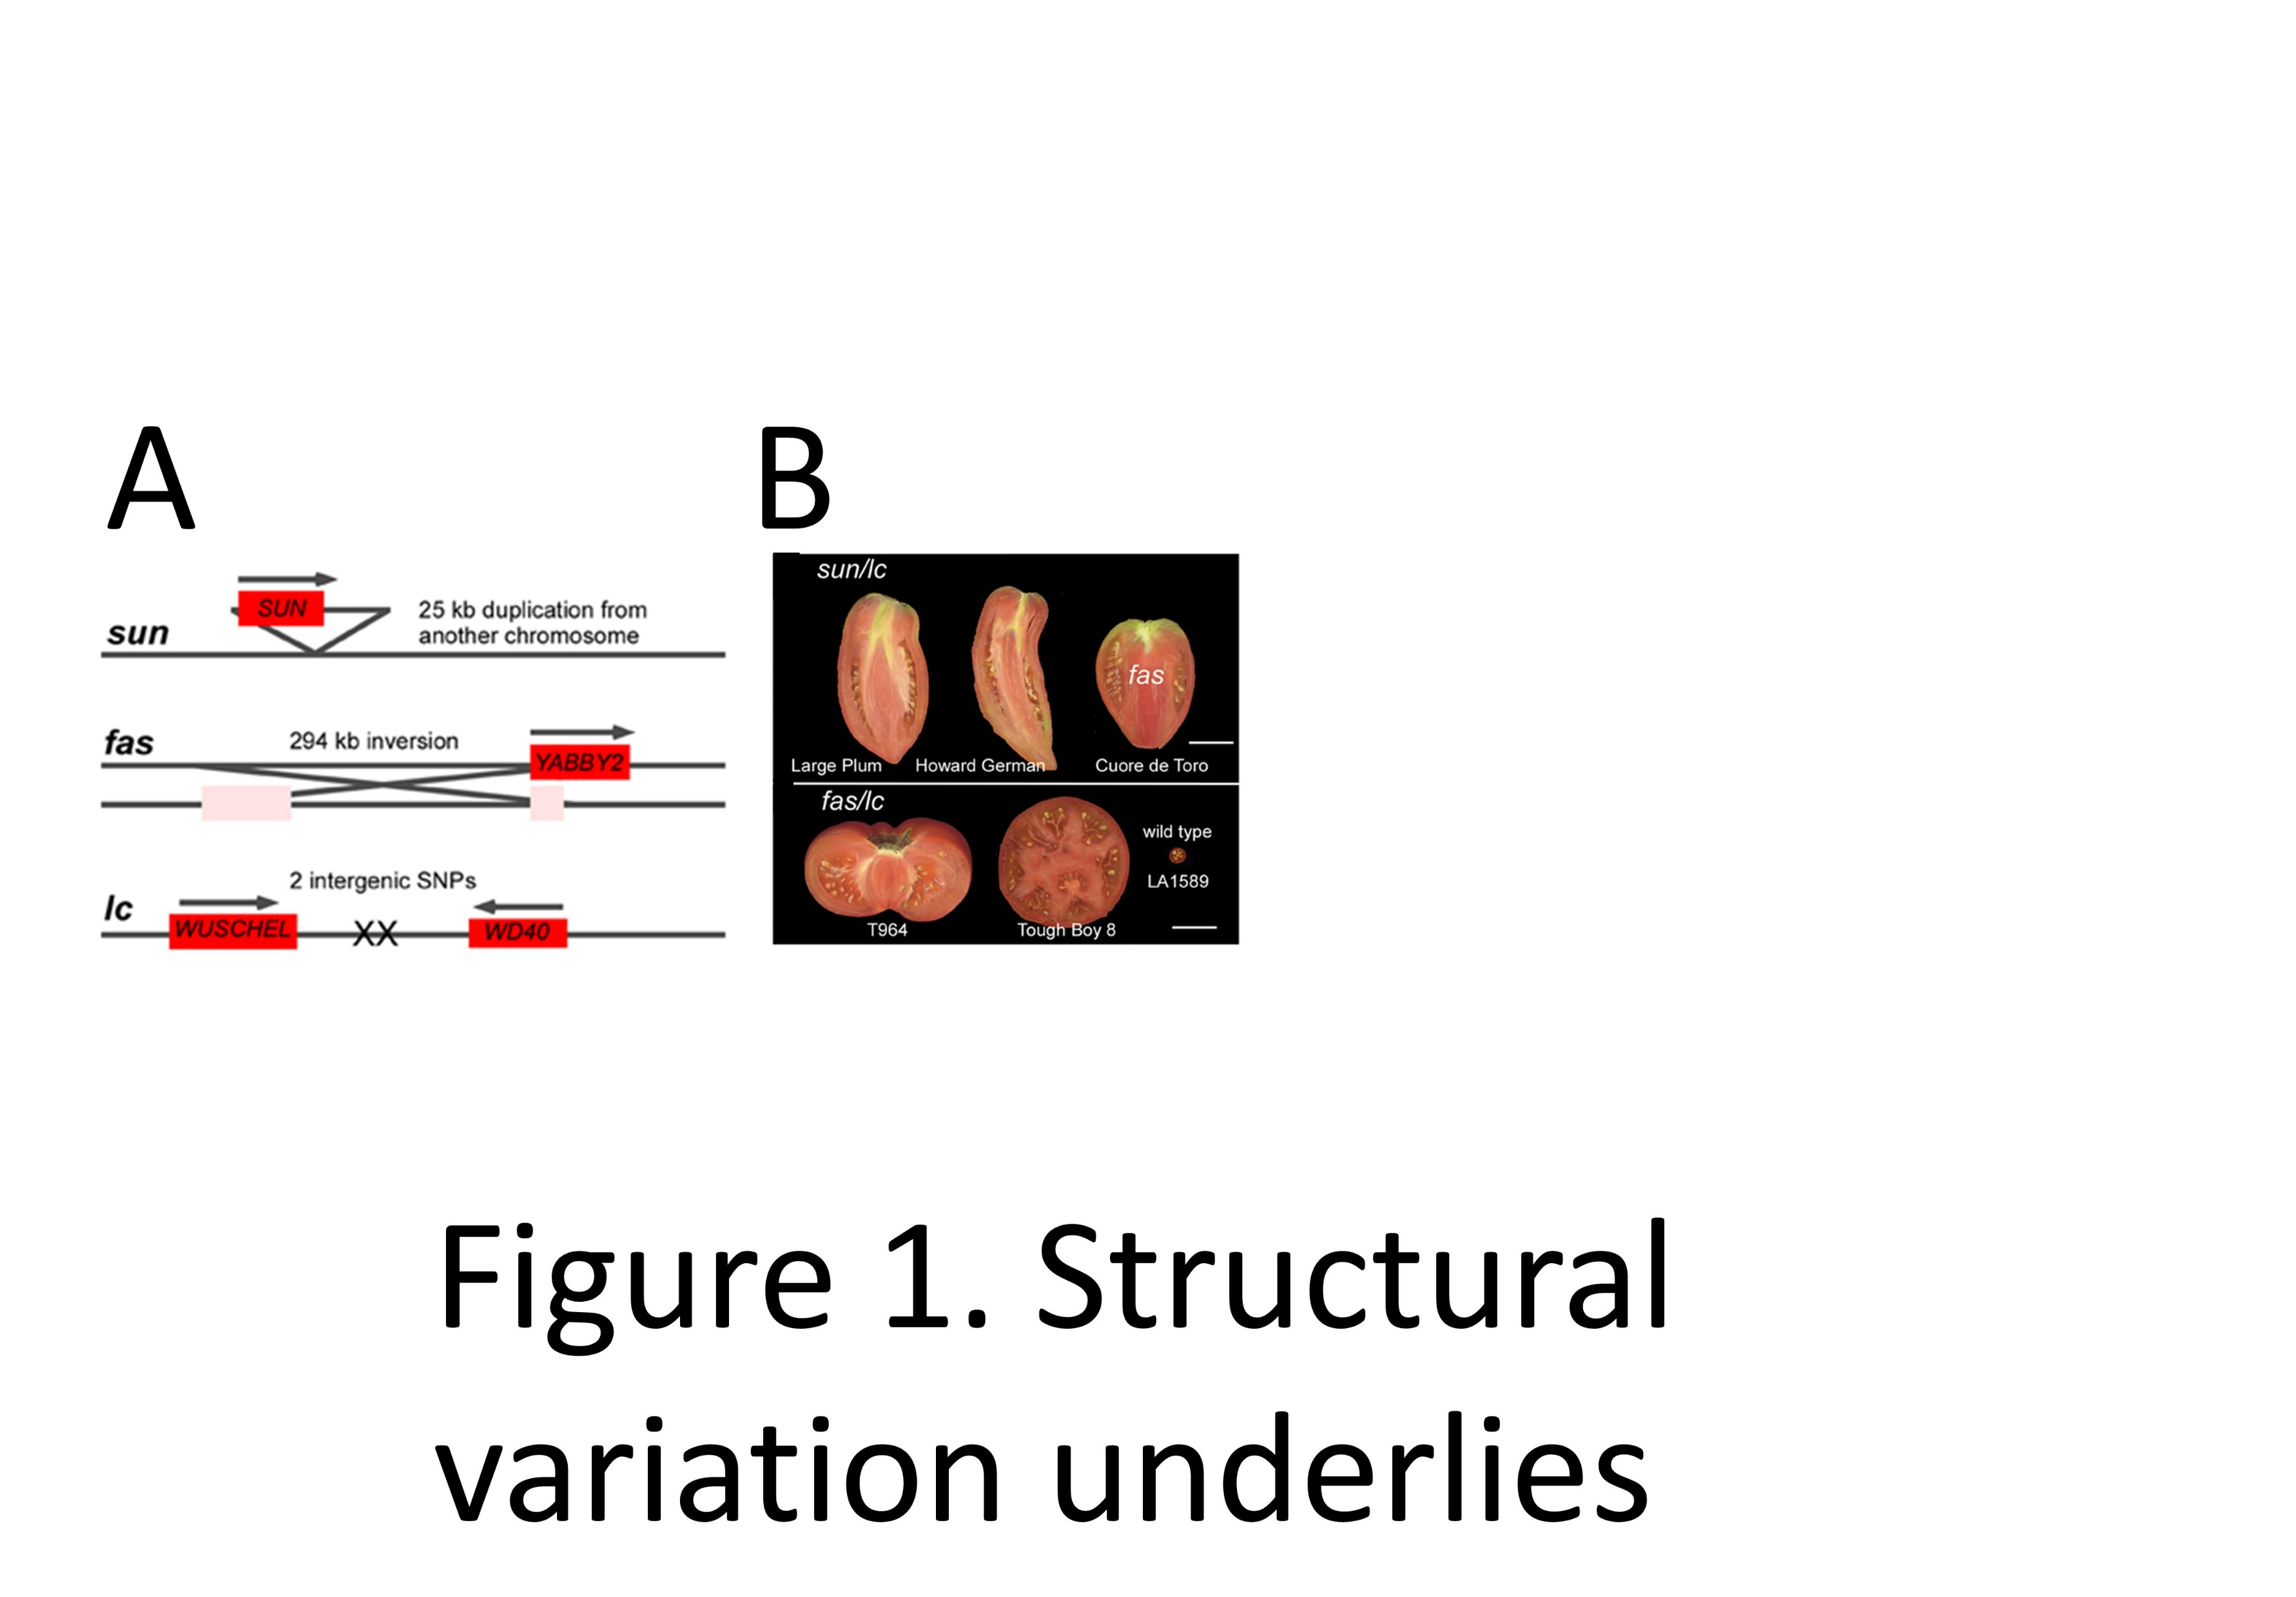 A
B
SUN
sun
25 kb duplication from
another chromosome
fas
294 kb inversion
YABBY2
lc
2 intergenic SNPs
WUSCHEL
XX
WD40
sun/lc
fas
Large Plum
Howard German
Cuore de Toro
fas/lc
wild type
LA1589
T964
Tough Boy 8
Figure 1. Structural
variation underlies